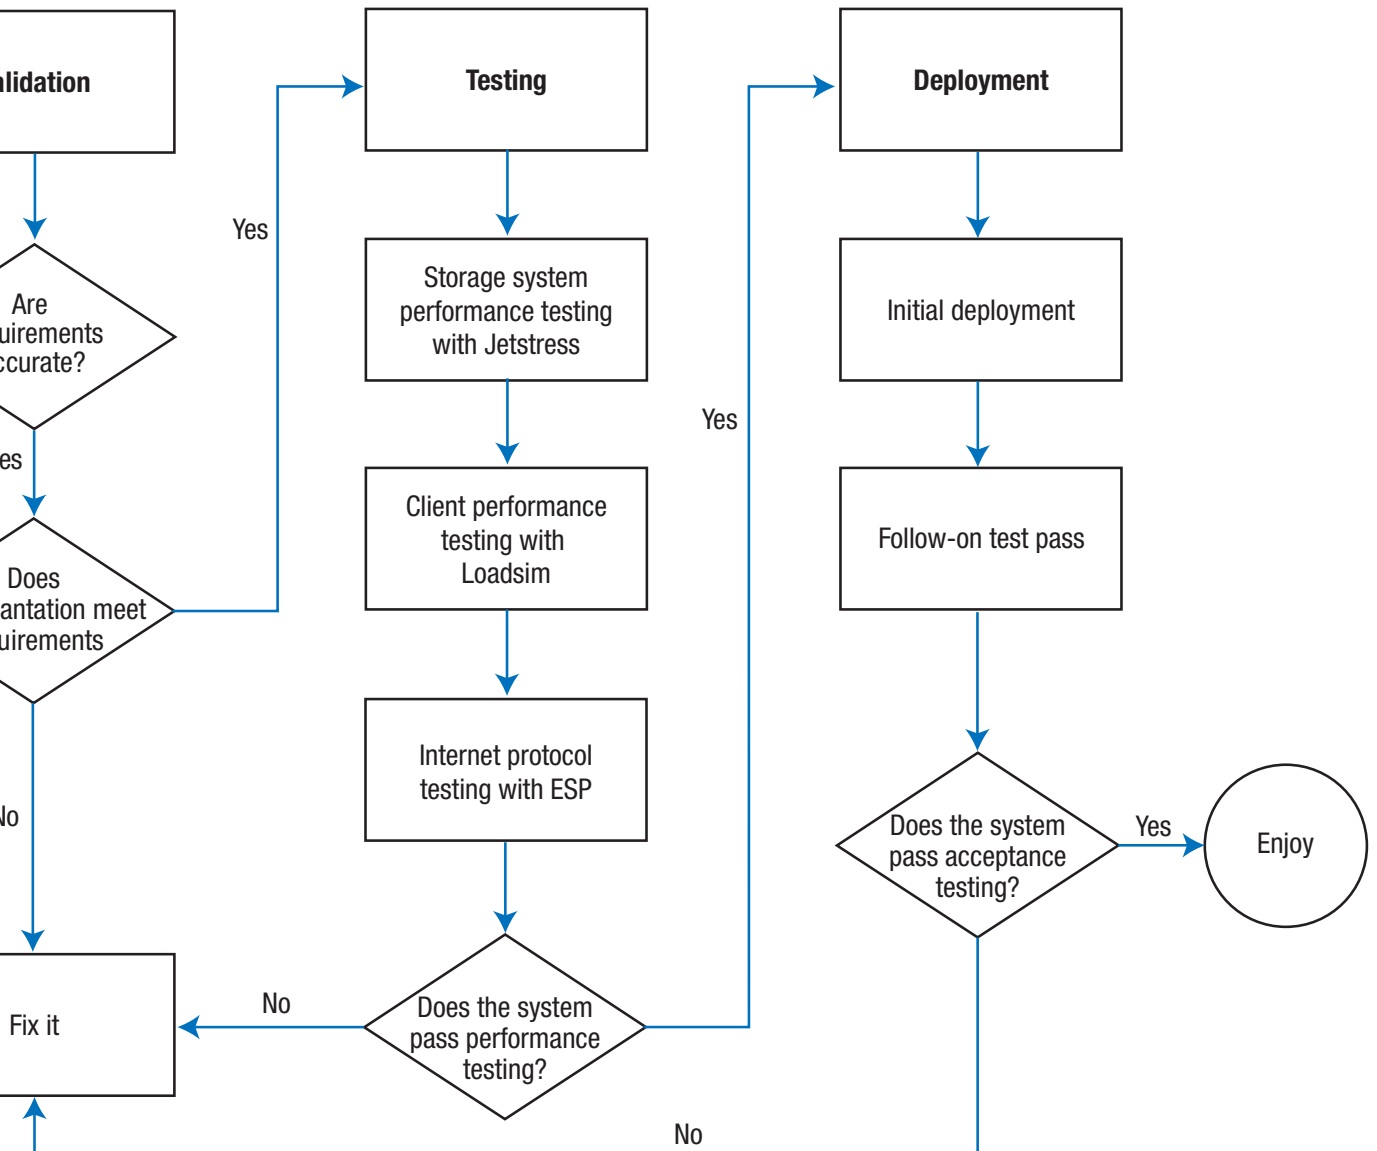 alidation
Are
uirements
ccurate?
es
Does
antation meet
uirements
No
Fix it
Yes
Testing
Storage system
performance testing
with Jetstress
Client performance
testing with
Loadsim
Internet protocol
testing with ESP
Does the system
pass performance
testing?
No
Yes
Deployment
Initial deployment
Follow-on test pass
Does the system
pass acceptance
testing?
Yes
Enjoy
No